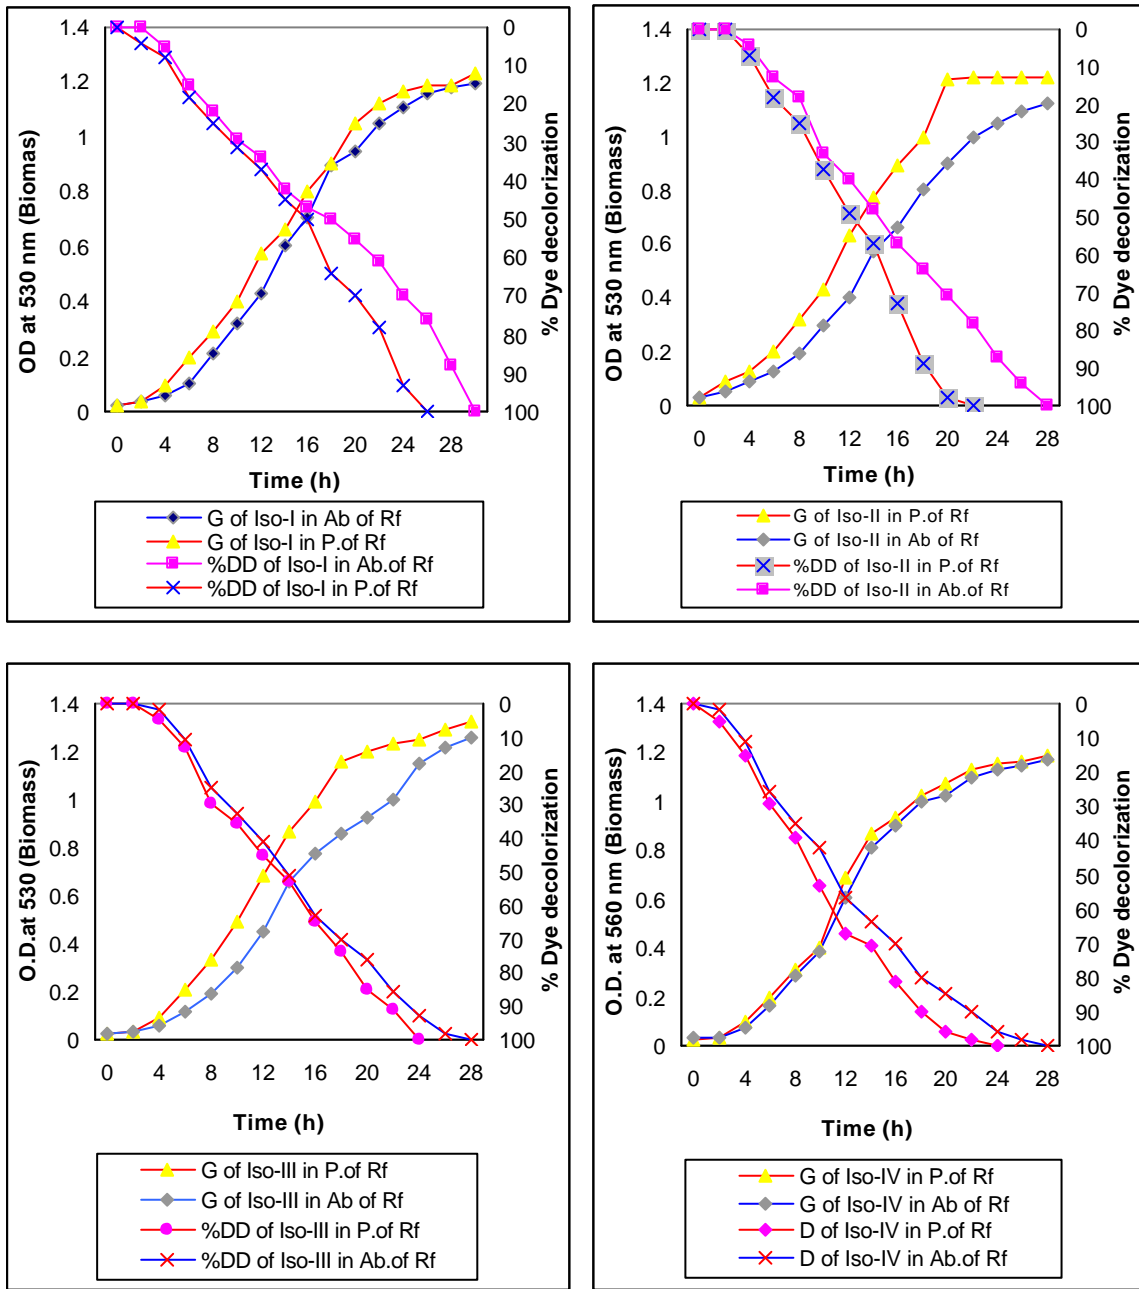 1.4
1.2
1
0.8
0.6
0.4
0.2
0
OD at 530 nm (Biomas)
0
10
20
30
40
50
60
70
80
90
100
% Dye decolorization
0 4 8 12 16 20 24 28
Time (h)
G of Iso-I in Ab of Rf
G of Iso-I in P.of Rf
%DD of Iso-I in Ab.of Rf
%DD of Iso-I in P.of Rf
1.4
1.2
1
0.8
0.6
0.4
0.2
0
OD at 530 nm (Biomass)
0
10
20
30
40
50
60
70
80
90
100
% Dye decolorization
0 4 8 12 16 20 24 28
Time (h)
G of Iso-II in P.of Rf
G of Iso-II in Ab of Rf
%DD of Iso-II in P.of Rf
%DD of Iso-II in Ab.of Rf
1.4
1.2
1
0.8
0.6
0.4
0.2
0
O.D.at 530 (Biomass)
0
10
20
30
40
50
60
70
80
90
100
% Dye decolorization
0 4 8 12 16 20 24 28
Time (h)
G of Iso-III in P.of Rf
G of Iso-III in Ab of Rf
%DD of Iso-III in P.of Rf
%DD of Iso-III in Ab.of Rf
1.4
1.2
1
0.8
0.6
0.4
0.2
0
O.D. at 560 nm (Biomass)
0
10
20
30
40
50
60
70
80
90
100
% Dye decolorization
0 4 8 12 16 20 24 28
Time (h)
G of Iso-IV in P.of Rf
G of Iso-IV in Ab of Rf
D of Iso-IV in P.of Rf
D of Iso-IV in Ab.of Rf